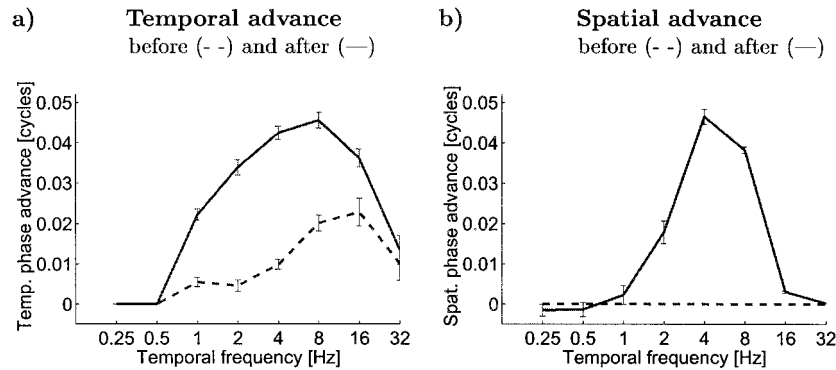 a) Temporal advance
before (- -) and after (—)
Temp. phase advance [cycles]
0.05
0.04
0.03
0.02
0.01
0
0.25 0.5 1 2 4 8 16 32
Temporal frequency [Hz]
b) Spatial advance
before (- -) and after (—)
Spat. phase advance [cycles]
0.05
0.04
0.03
0.02
0.01
0
0.25 0.5 1 2 4 8 16 32
Temporal frequency [Hz]